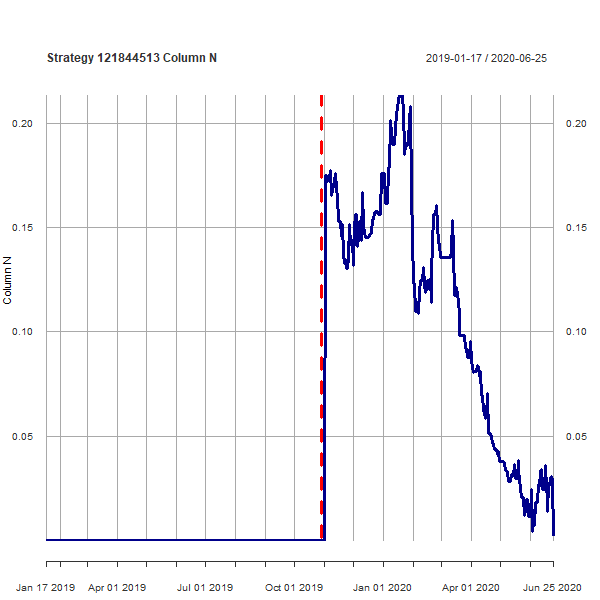 Strategy 121844513 Column N
2019-01-17 / 2020-06-25
0.20
0.20
0.15
0.15
Column N
0.10
0.10
0.05
0.05
Jan 17 2019
Apr 01 2019
Jul 01 2019
Oct 01 2019
Jan 01 2020
Apr 01 2020
Jun 25 2020